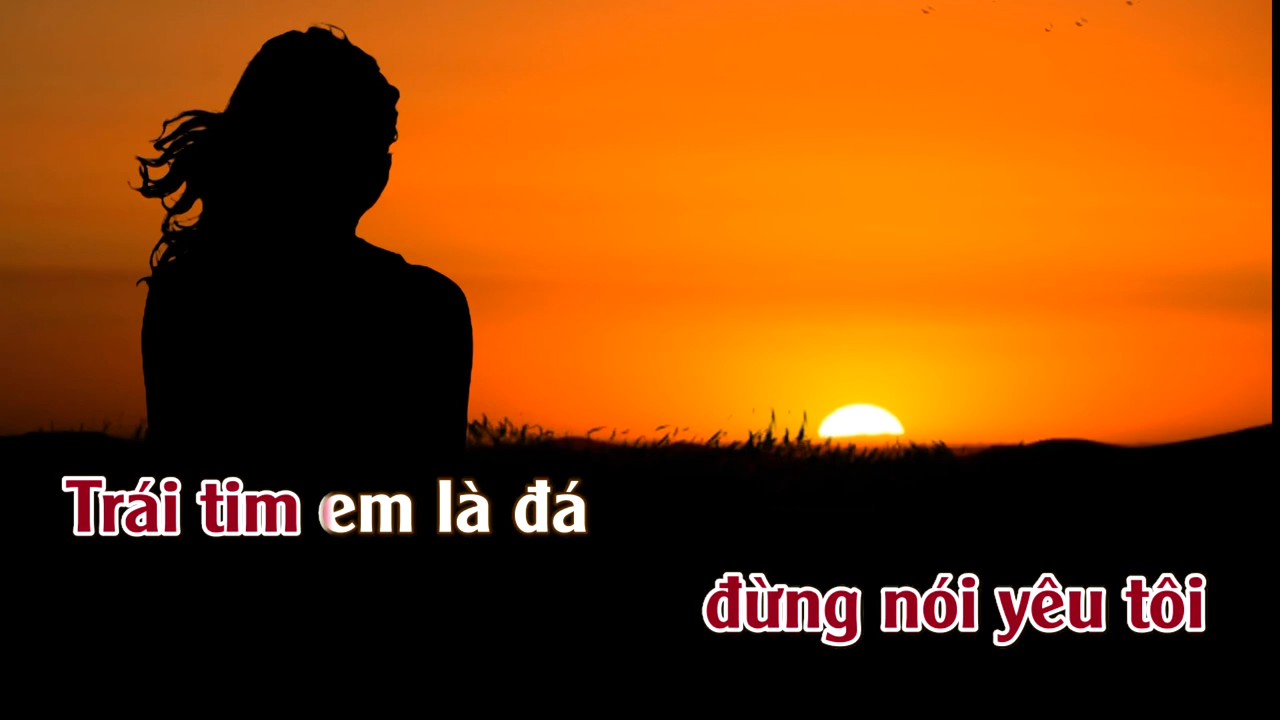 Trái tim em là đá
đừng nói yêu tôi